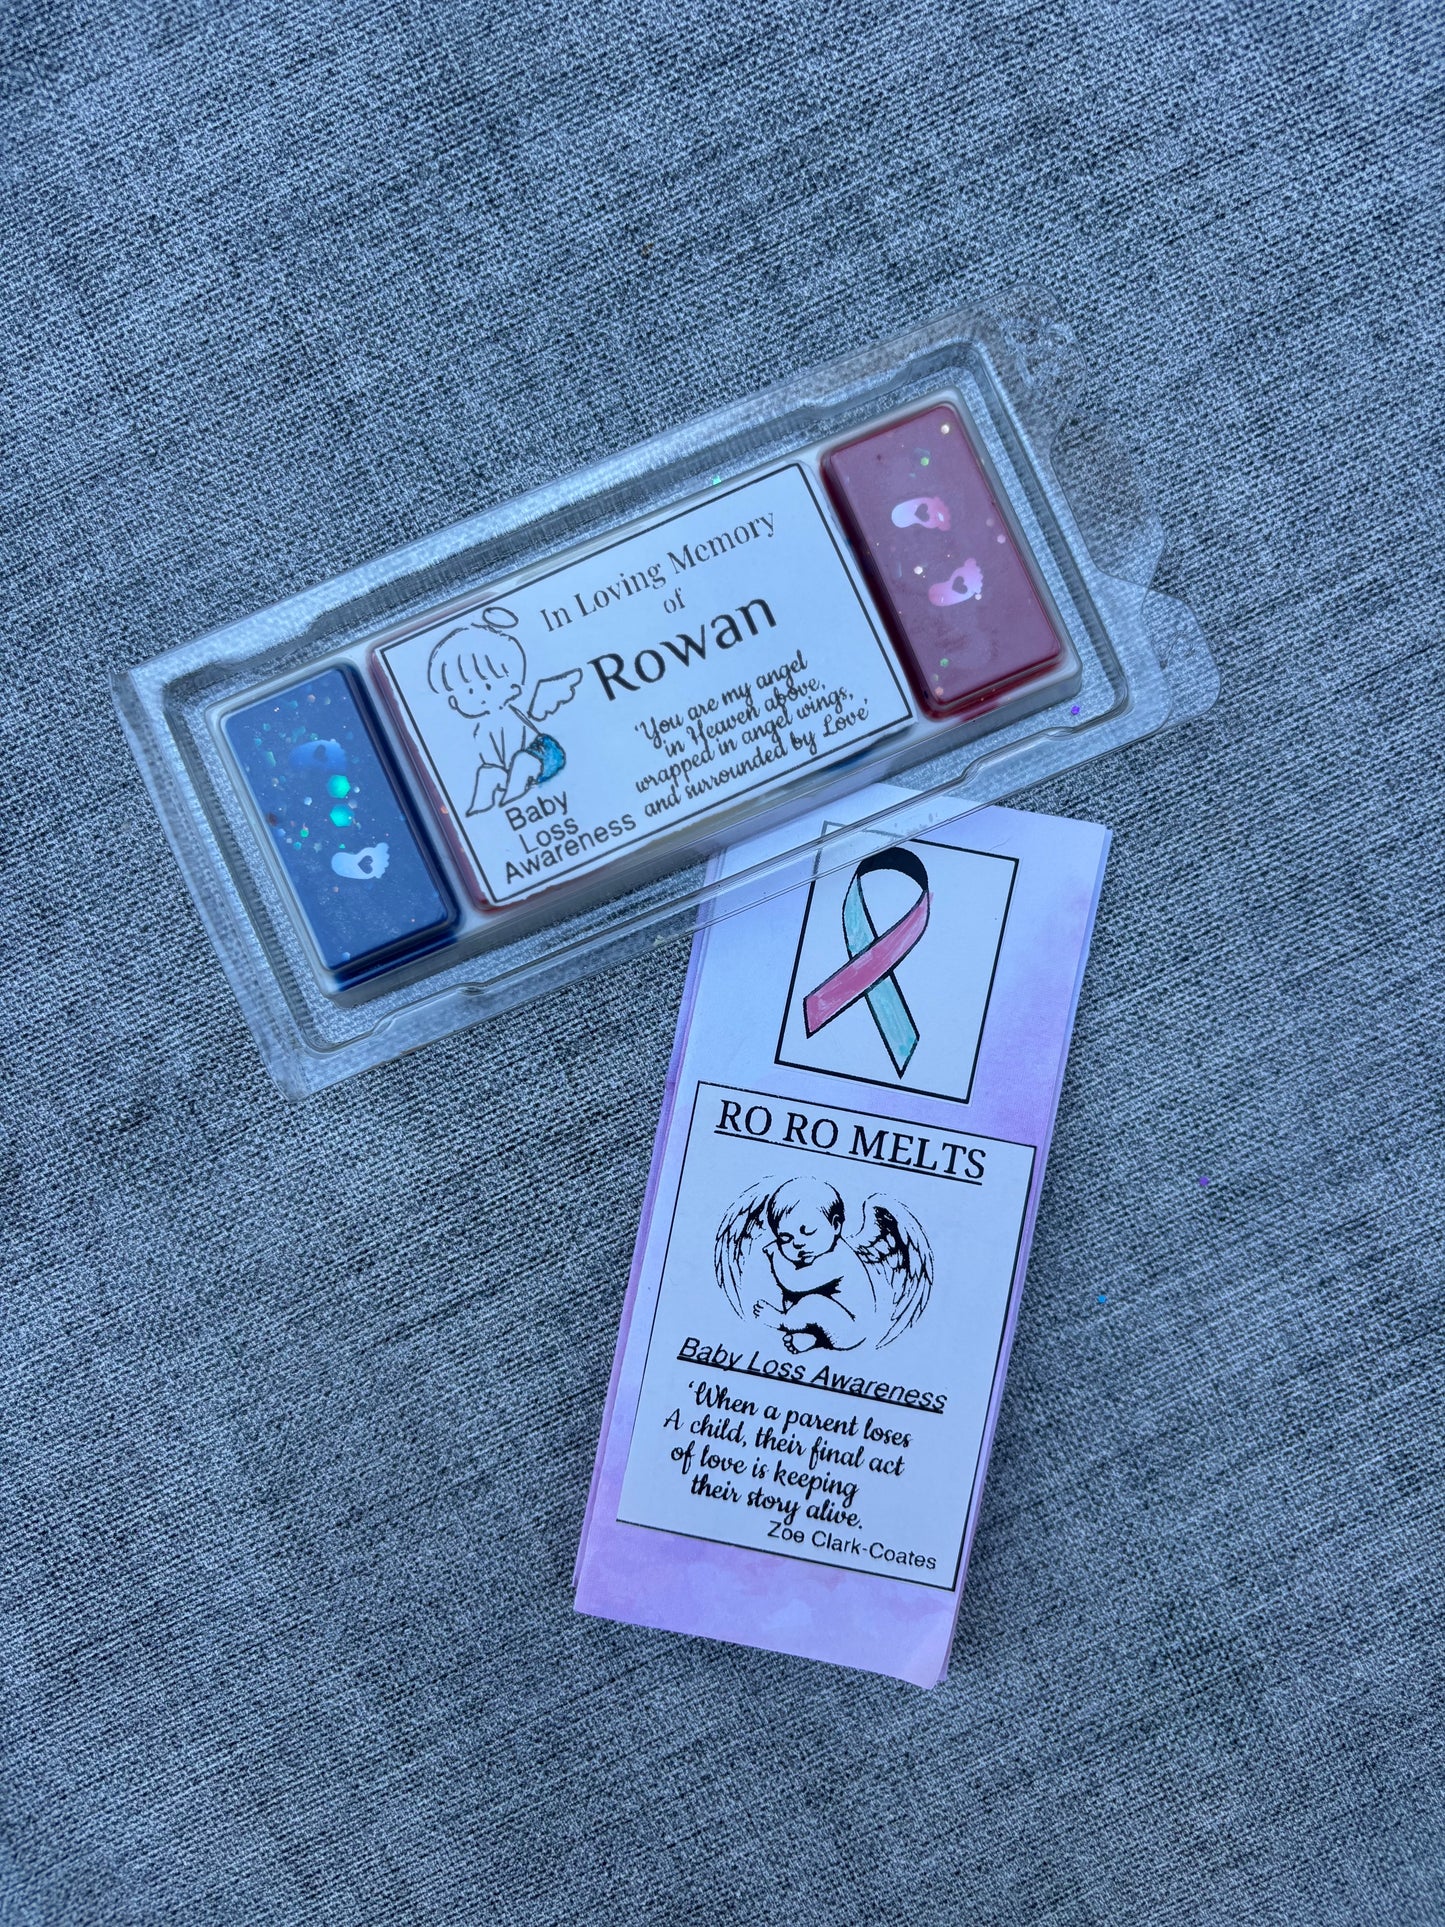 In Loving Memory
of
Rowan
'You are my angel
in Heaven above,
wrapped in angel wings,
and surrounded by Love'
Baby
Loss
Awareness
RO RO MELTS
Baby Loss Awareness
'When a parent loses
A child, their final act
of love is keeping
their story alive.
Zoe Clark-Coates